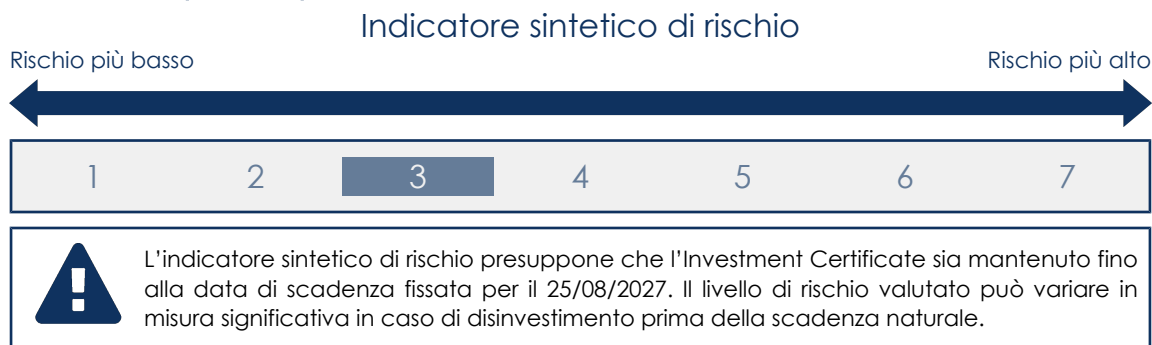 Indicatore sintetico di rischio
Rischio più basso
Rischio più alto
1 2 3 4 5 6 7
L'indicatore sintetico di rischio presuppone che l'Investment Certificate sia mantenuto fino
alla data di scadenza fissata per il 25/08/2027. Il livello di rischio valutato può variare in
misura significativa in caso di disinvestimento prima della scadenza naturale.